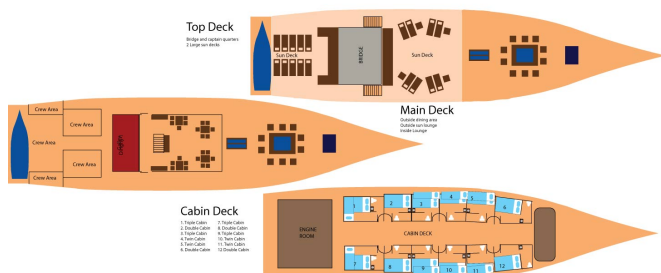 Top Deck
Bridge and captain quarters
2 Large sun decks
Sun Deck
BRIDGE
Sun Deck
Main Deck
Outside dining area
Outside sun lounge
Inside Lounge
Crew Area
Crew Area
Crew Area
Crew Area
Crew Area
Cabin Deck
1. Triple Cabin
2. Double Cabin
3. Triple Cabin
4. Twin Cabin
5. Twin Cabin
6. Double Cabin
7. Triple Cabin
8. Double Cabin
9. Triple Cabin
10. Twin Cabin
11. Twin Cabin
12 Double Cabin
ENGINE
ROOM
CABIN DECK
1
2
3
4
5
6
7
8
9
10
11
12